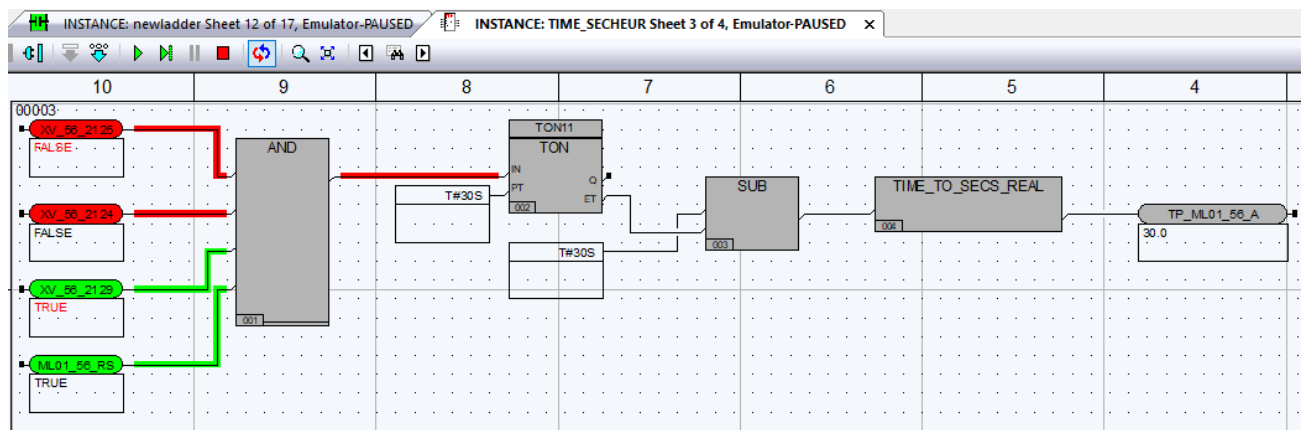 INSTANCE: newladder Sheet 12 of 17, Emulator-PAUSED
INSTANCE: TIME_SECHEUR Sheet 3 of 4, Emulator-PAUSED
10 9 8 7 6 5 4
00003
XV_56_2125
FALSE
XV_56_2124
FALSE
XV_56_2129
TRUE
ML01_56_RS
TRUE
AND
001
TON11
TON
IN
PT
Q
ET
002
T#30S
T#30S
SUB
003
TIME_TO_SECS_REAL
004
TP_ML01_56_A
30.0